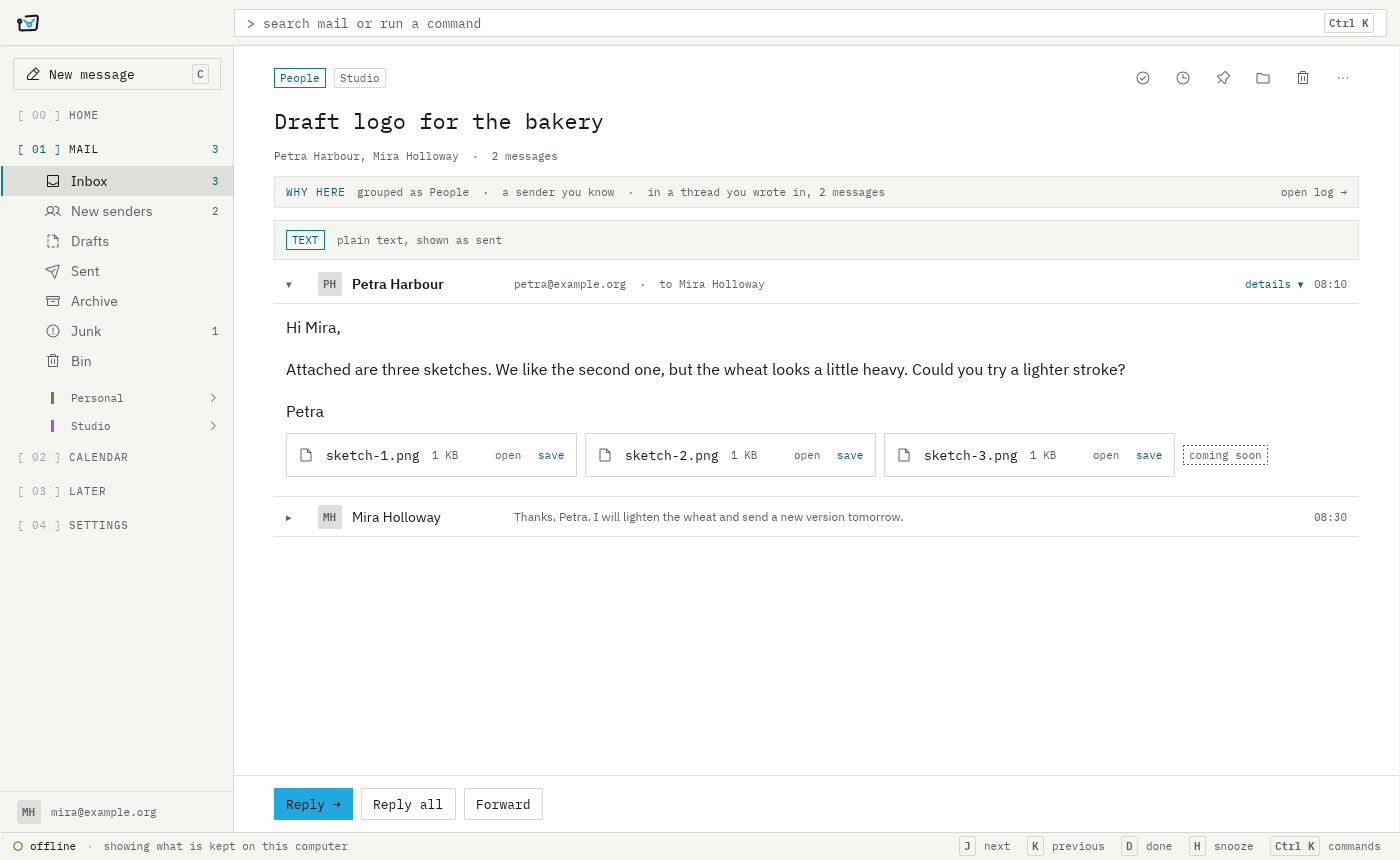 > search mail or run a command Ctrl K
New message C
[ 00 ] HOME
[ 01 ] MAIL 3
Inbox 3
New senders 2
Drafts
Sent
Archive
Junk 1
Bin
Personal
Studio
[ 02 ] CALENDAR
[ 03 ] LATER
[ 04 ] SETTINGS
MH mira@example.org
People Studio
Draft logo for the bakery
Petra Harbour, Mira Holloway · 2 messages
WHY HERE grouped as People · a sender you know · in a thread you wrote in, 2 messages open log →
TEXT plain text, shown as sent
▾ PH Petra Harbour petra@example.org · to Mira Holloway details ▾ 08:10
Hi Mira,
Attached are three sketches. We like the second one, but the wheat looks a little heavy. Could you try a lighter stroke?
Petra
sketch-1.png 1 KB open save sketch-2.png 1 KB open save sketch-3.png 1 KB open save coming soon
▸ MH Mira Holloway Thanks, Petra. I will lighten the wheat and send a new version tomorrow. 08:30
Reply → Reply all Forward
offline · showing what is kept on this computer J next K previous D done H snooze Ctrl K commands